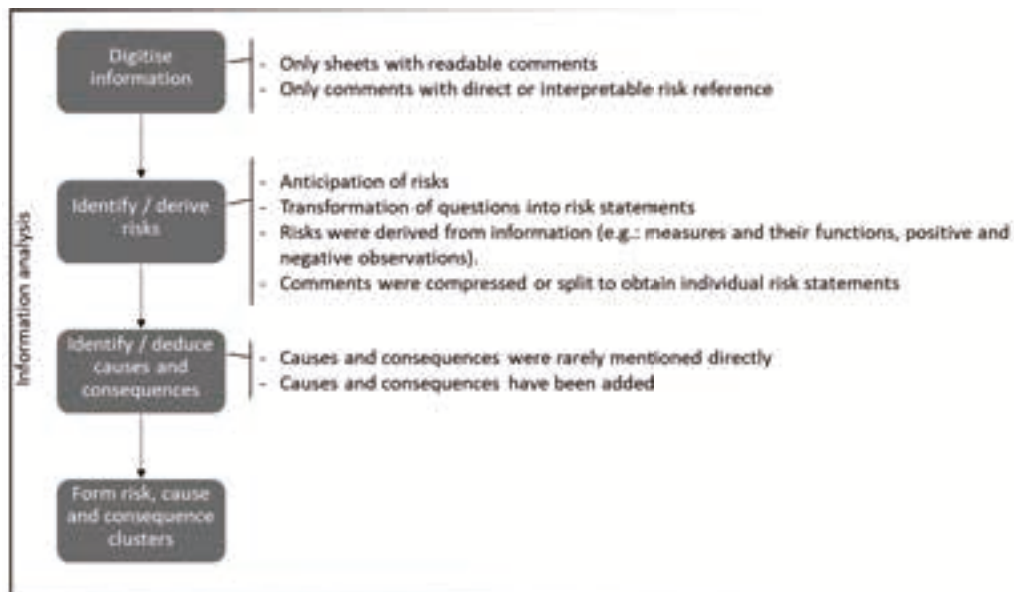 Information analysis
Digitise
information
- Only sheets with readable comments
- Only comments with direct or interpretable risk reference
Identify / derive
risks
- Anticipation of risks
- Transformation of questions into risk statements
- Risks were derived from information (e.g.: measures and their functions, positive and
negative observations).
- Comments were compressed or split to obtain individual risk statements
Identify / deduce
causes and
consequences
- Causes and consequences were rarely mentioned directly
- Causes and consequences have been added
Form risk, cause
and consequence
clusters